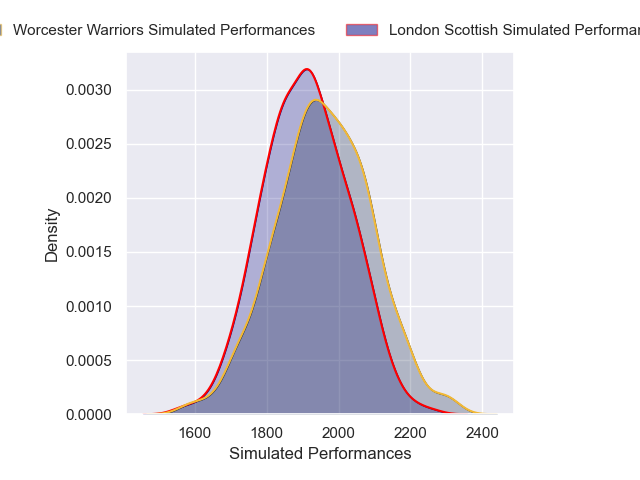 Worcester Warriors Simulated Performances
London Scottish Simulated
0.0030
0.0025
0.0020
0.0015
0.0010
0.0005
0.0000
Density
1600 1800 2000 2200 2400
Simulated Performances